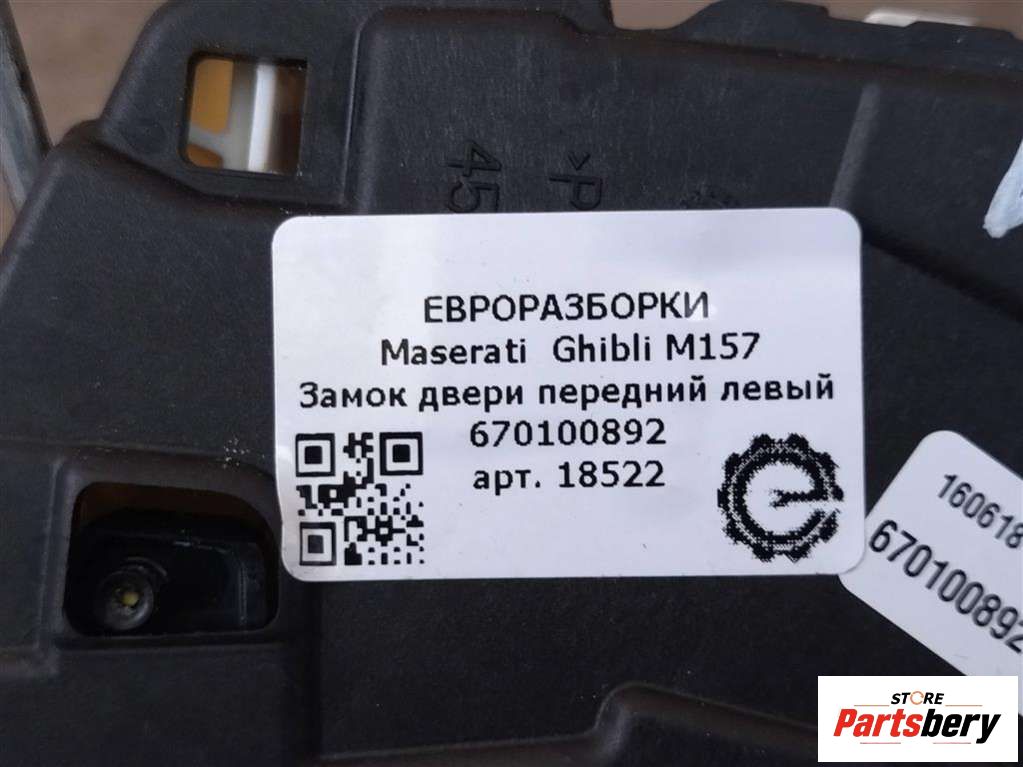 45
>P
ЕВРОРАЗБОРКИ
Maserati Ghibli M157
Замок двери передний левый
670100892
арт. 18522
160618
670100892
STORE
Partsbery